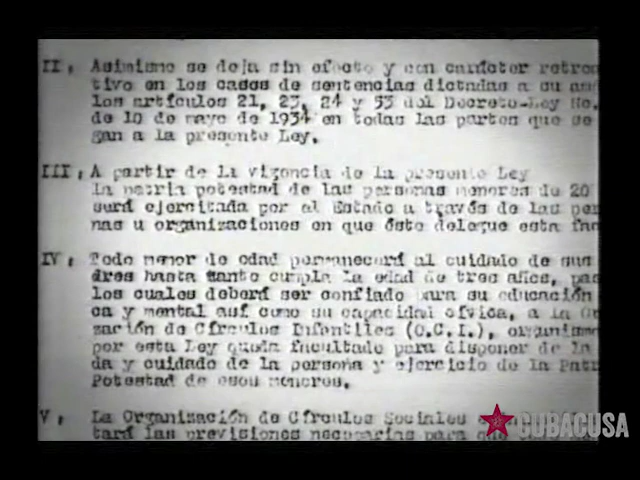 II, Asimismo se deja sin efecto y con carácter retro
tivo en los casos de sentencias dictadas a su
los artículos 21, 23, 24 y 53 del Decreto-Ley No.
de 10 de mayo de 1934 en todas las partes que se
gan a la presente Ley.
III, A partir de la vigencia de la presente Ley
la patria potestad de las personas menores de 20
será ejercitada por el Estado a través de las per
nas u organizaciones en que éste delegue esta fac
IV, Todo menor de edad permanecerá al cuidado de sus
dres hasta tanto cumpla la edad de tres años, pas
los cuales deberá ser confiado para su educación
ca y mental así como su capacidad cívica, a la Or
zación de Círculos Infantiles (O.C.I.), organismo
por esta Ley queda facultado para disponer de la
da y cuidado de la persona y ejercicio de la Patr
Potestad de esos menores.
V, La Organización de Círculos Sociales
tará las previsiones necesarias para que
CUBACUSA